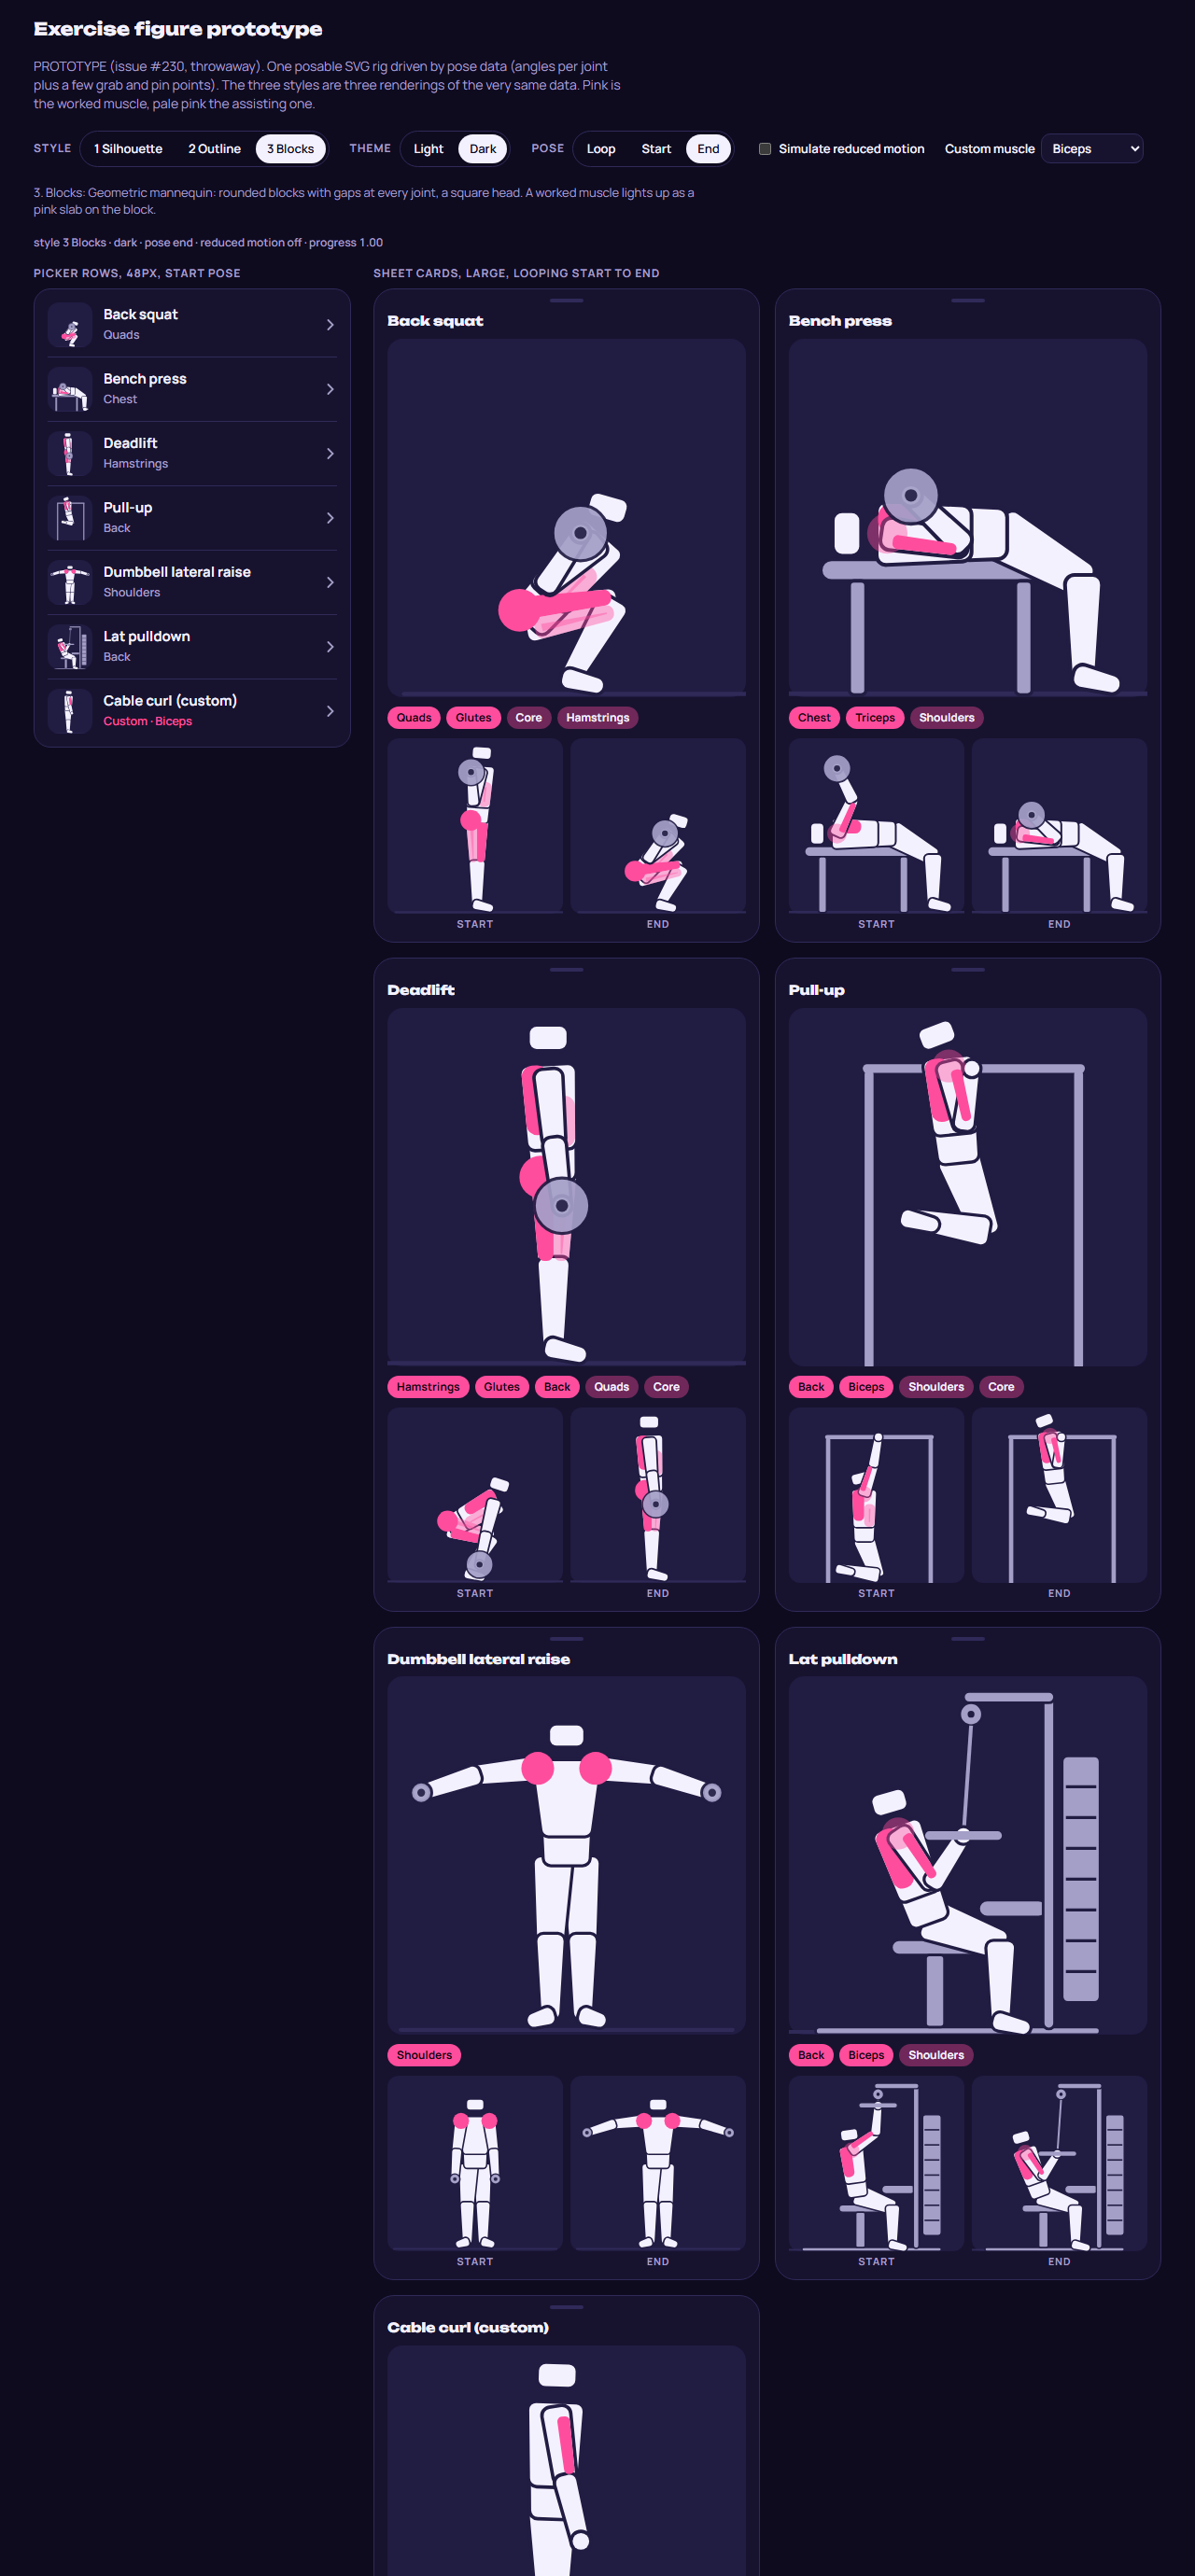 Exercise figure prototype
PROTOTYPE (issue #230, throwaway). One posable SVG rig driven by pose data (angles per joint
plus a few grab and pin points). The three styles are three renderings of the very same data. Pink is
the worked muscle, pale pink the assisting one.
STYLE 1 Silhouette 2 Outline 3 Blocks THEME Light Dark POSE Loop Start End Simulate reduced motion Custom muscle Biceps
3. Blocks: Geometric mannequin: rounded blocks with gaps at every joint, a square head. A worked muscle lights up as a
pink slab on the block.
style 3 Blocks · dark · pose end · reduced motion off · progress 1.00
PICKER ROWS, 48PX, START POSE
Back squat
Quads
Bench press
Chest
Deadlift
Hamstrings
Pull-up
Back
Dumbbell lateral raise
Shoulders
Lat pulldown
Back
Cable curl (custom)
Custom · Biceps
SHEET CARDS, LARGE, LOOPING START TO END
Back squat
Quads Glutes Core Hamstrings
START END
Bench press
Chest Triceps Shoulders
START END
Deadlift
Hamstrings Glutes Back Quads Core
START END
Pull-up
Back Biceps Shoulders Core
START END
Dumbbell lateral raise
Shoulders
START END
Lat pulldown
Back Biceps Shoulders
START END
Cable curl (custom)